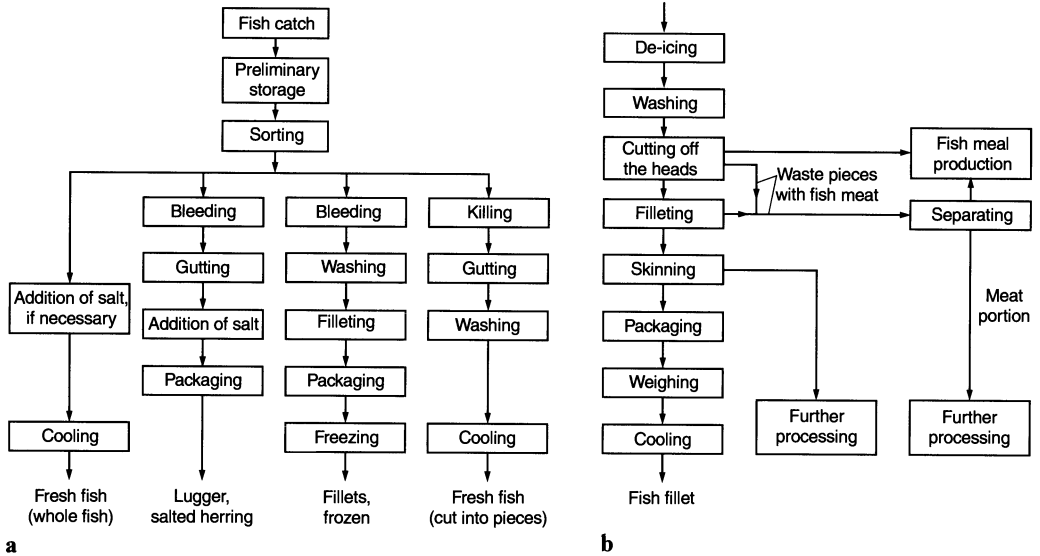 Fish catch
Preliminary
storage
Sorting
Addition of salt,
if necessary
Cooling
Fresh fish
(whole fish)
Bleeding
Gutting
Addition of salt
Packaging
Lugger,
salted herring
Bleeding
Washing
Filleting
Packaging
Freezing
Fillets,
frozen
Killing
Gutting
Washing
Cooling
Fresh fish
(cut into pieces)
a
De-icing
Washing
Cutting off
the heads
Filleting
Skinning
Packaging
Weighing
Cooling
Fish fillet
Waste pieces
with fish meat
Fish meal
production
Separating
Meat
portion
Further
processing
Further
processing
b